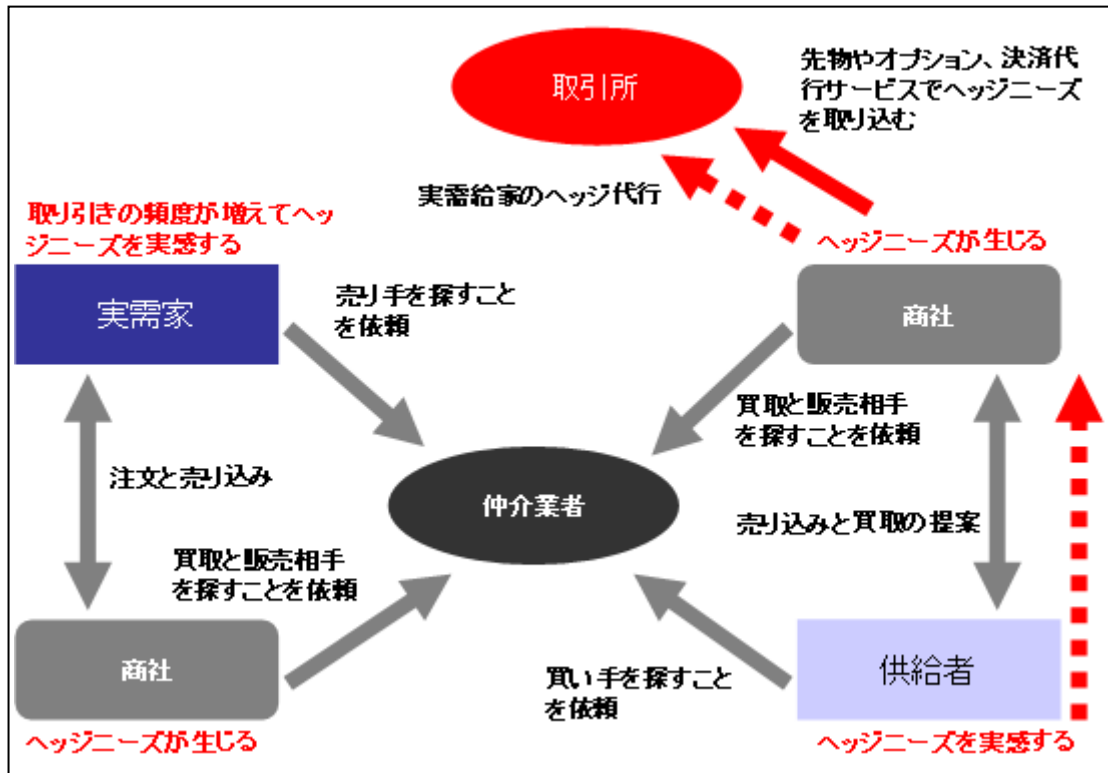 取引所
先物やオプション、決済代
行サービスでヘッジニーズ
を取り込む
実需給家のヘッジ代行
取り引きの頻度が増えてヘッ
ジニーズを実感する
ヘッジニーズが生じる
実需家
売り手を探すこと
を依頼
商社
買取と販売相手
を探すことを依頼
注文と売り込み
仲介業者
売り込みと買取の提案
買取と販売相手
を探すことを依頼
商社
買い手を探すこと
を依頼
供給者
ヘッジニーズが生じる
ヘッジニーズを実感する